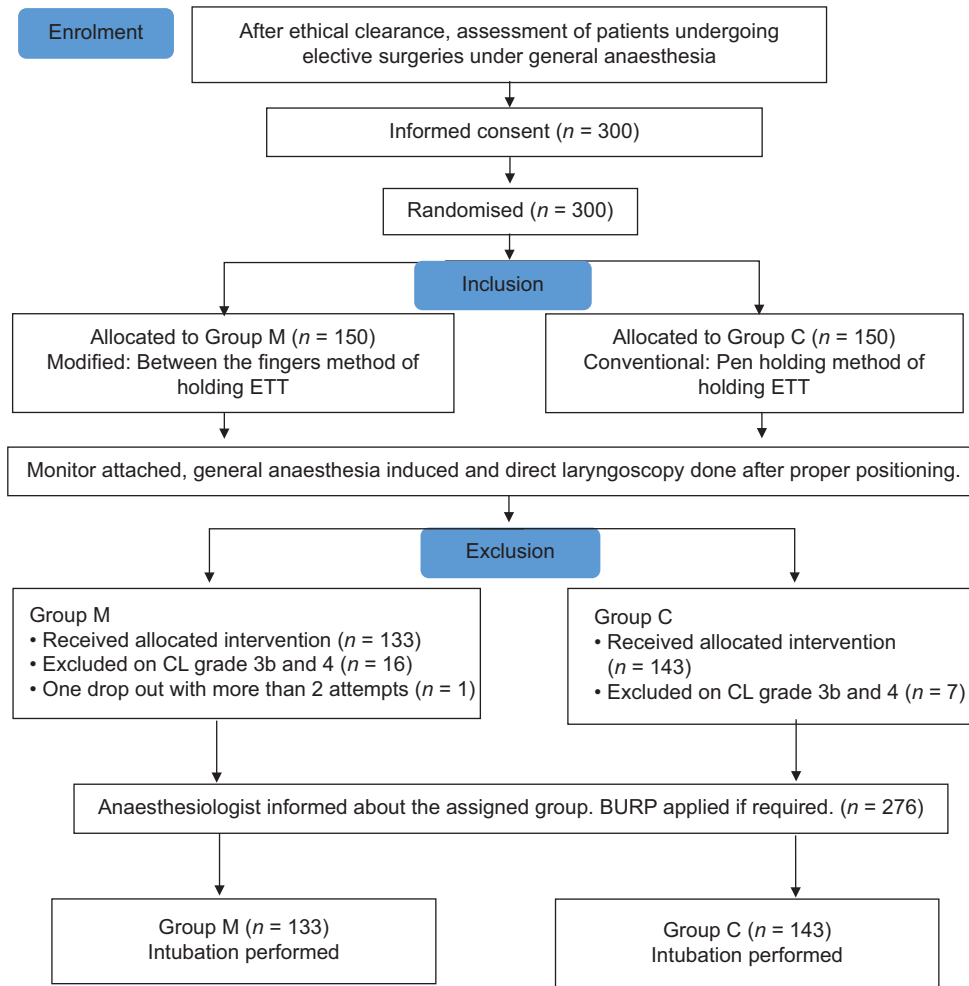 Enrolment
After ethical clearance, assessment of patients undergoing
elective surgeries under general anaesthesia
Informed consent (n = 300)
Randomised (n = 300)
Inclusion
Allocated to Group M (n = 150)
Modified: Between the fingers method of
holding ETT
Allocated to Group C (n = 150)
Conventional: Pen holding method of
holding ETT
Monitor attached, general anaesthesia induced and direct laryngoscopy done after proper positioning.
Exclusion
Group M
• Received allocated intervention (n = 133)
• Excluded on CL grade 3b and 4 (n = 16)
• One drop out with more than 2 attempts (n = 1)
Group C
• Received allocated intervention
(n = 143)
• Excluded on CL grade 3b and 4 (n = 7)
Anaesthesiologist informed about the assigned group. BURP applied if required. (n = 276)
Group M (n = 133)
Intubation performed
Group C (n = 143)
Intubation performed